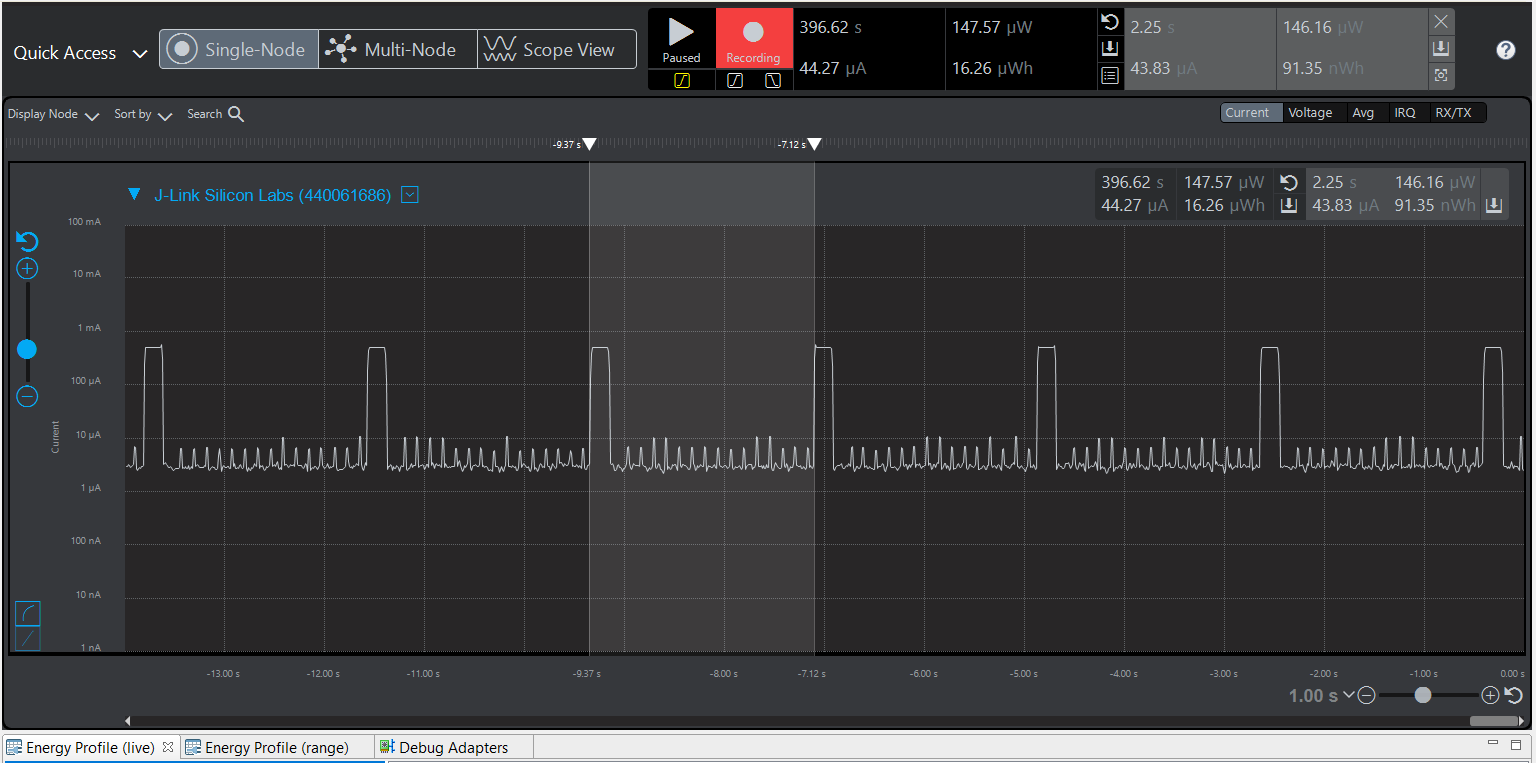 Quick Access
Single-Node
Multi-Node
Scope View
Paused
Recording
396.62 s
147.57 µW
44.27 µA
16.26 µWh
2.25 s
146.16 µW
43.83 µA
91.35 nWh
?
Display Node
Sort by
Search
Current
Voltage
Avg
IRQ
RX/TX
-9.37 s
-7.12 s
J-Link Silicon Labs (440061686)
396.62 s
147.57 µW
44.27 µA
16.26 µWh
2.25 s
146.16 µW
43.83 µA
91.35 nWh
100 mA
10 mA
1 mA
100 µA
10 µA
1 µA
100 nA
10 nA
1 nA
Current
-13.00 s
-12.00 s
-11.00 s
-9.37 s
-8.00 s
-7.12 s
-6.00 s
-5.00 s
-4.00 s
-3.00 s
-2.00 s
-1.00 s
0.00 s
1.00 s
Energy Profile (live)
Energy Profile (range)
Debug Adapters